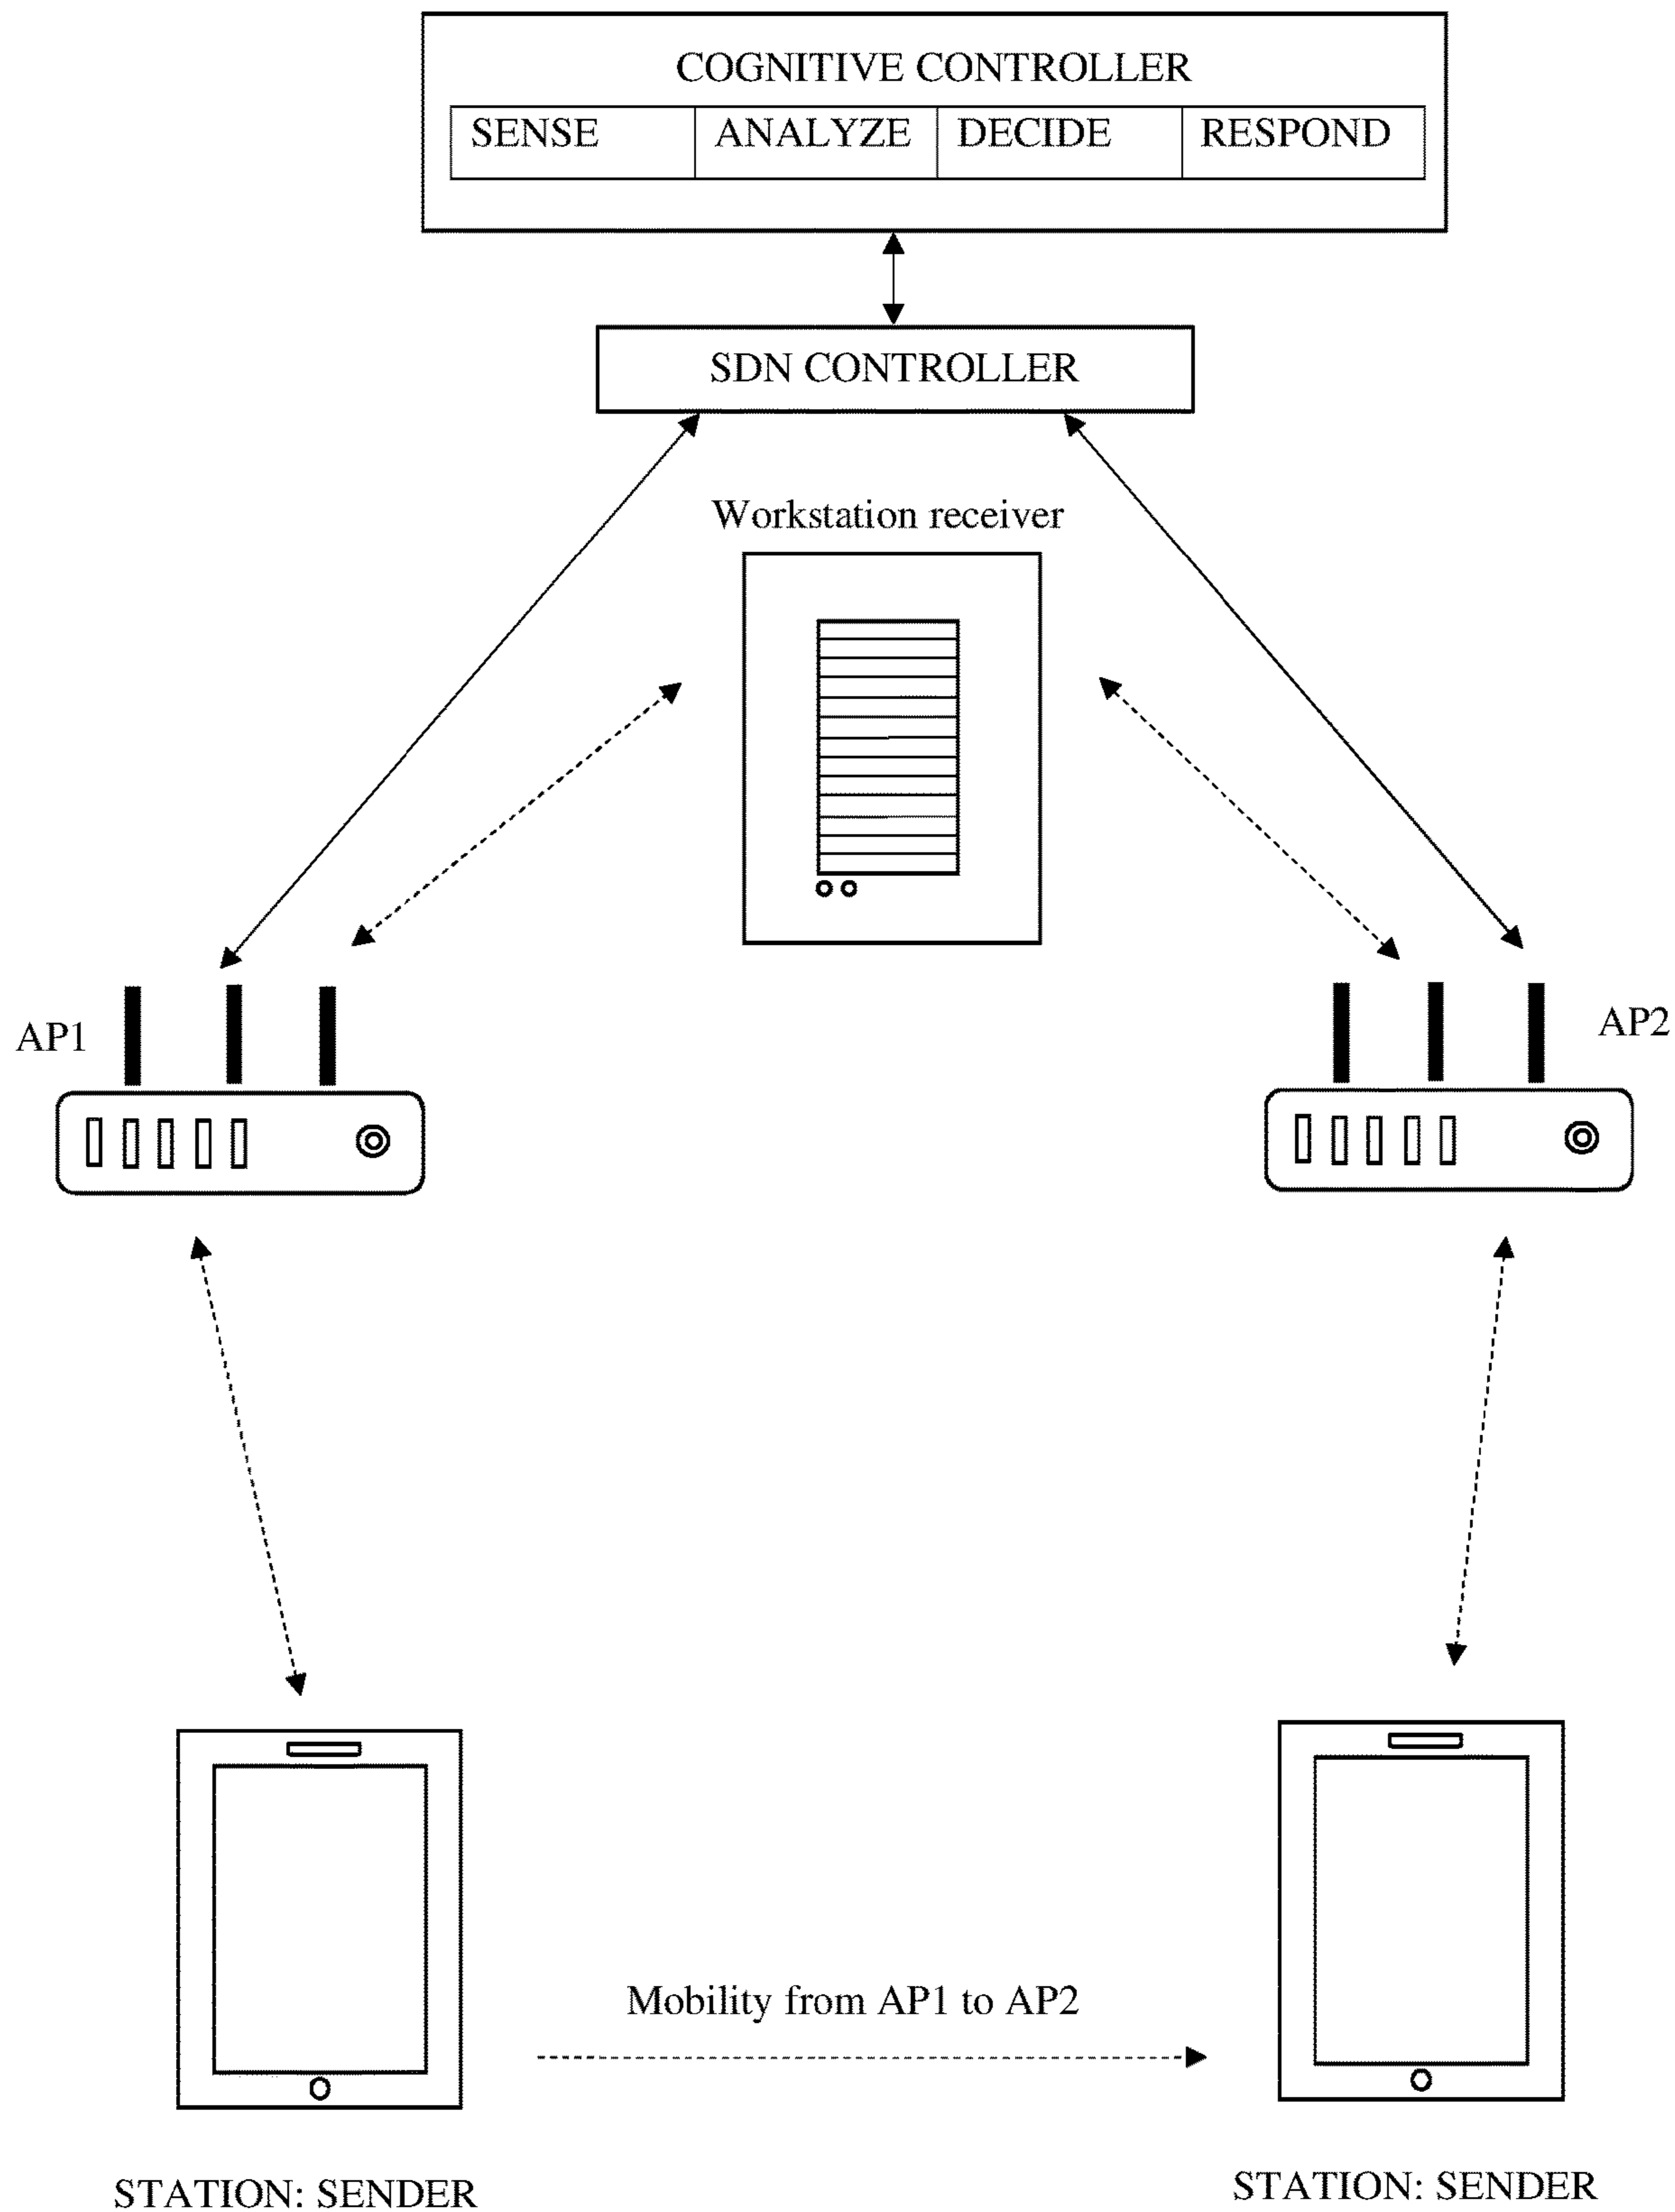 COGNITIVE CONTROLLER
SENSE ANALYZE DECIDE RESPOND
SDN CONTROLLER
Workstation receiver
AP1
AP2
Mobility from AP1 to AP2
STATION: SENDER
STATION: SENDER